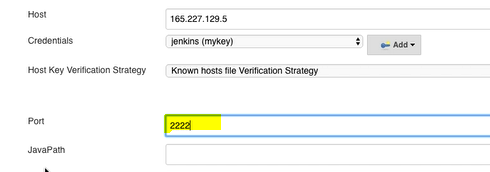 Host
165.227.129.5
Credentials
jenkins (mykey)
Add
Host Key Verification Strategy
Known hosts file Verification Strategy
Port
2222
JavaPath